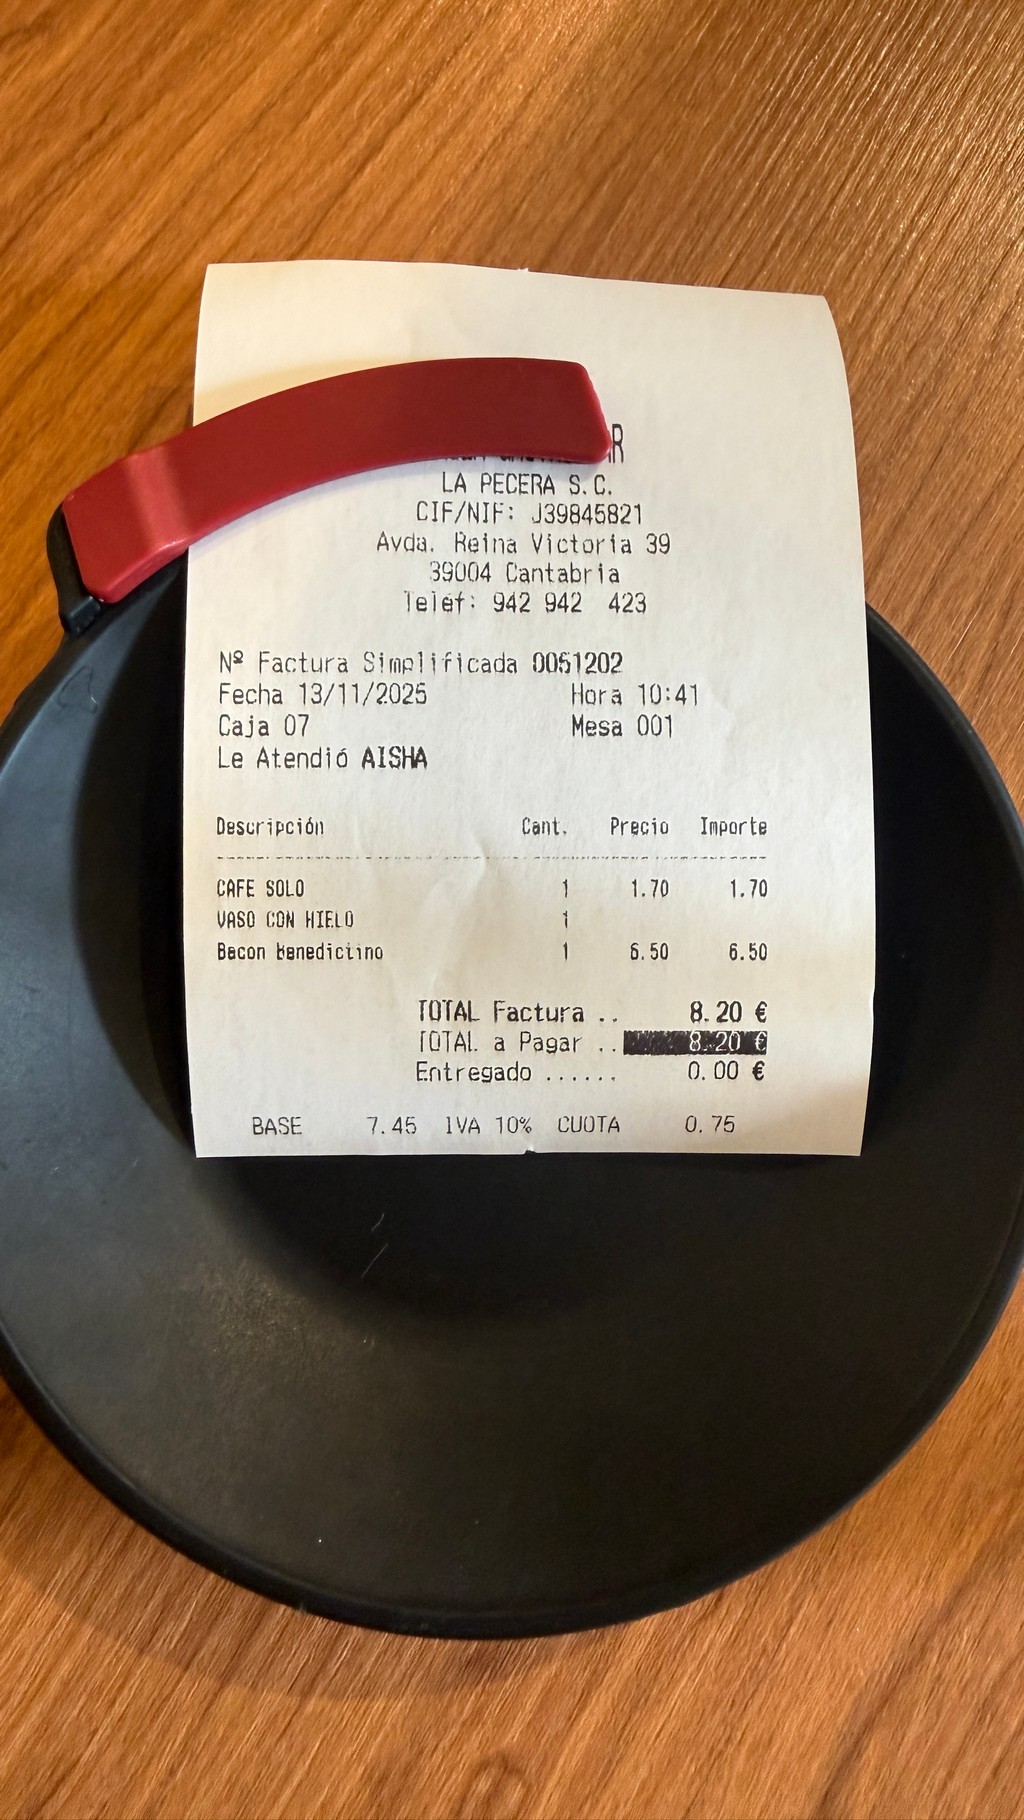 LA PECERA S.C.
CIF/NIF: J39845821
Avda. Reina Victoria 39
39004 Cantabria
Teléf: 942 942 423
Nº Factura Simplificada 0051202
Fecha 13/11/2025 Hora 10:41
Caja 07 Mesa 001
Le Atendió AISHA
Descripción Cant. Precio Importe
CAFE SOLO 1 1.70 1.70
VASO CON HIELO 1
Bacon benedictino 1 6.50 6.50
TOTAL Factura .. 8.20 €
TOTAL a Pagar .. 8.20 €
Entregado ...... 0.00 €
BASE 7.45 IVA 10% CUOTA 0.75